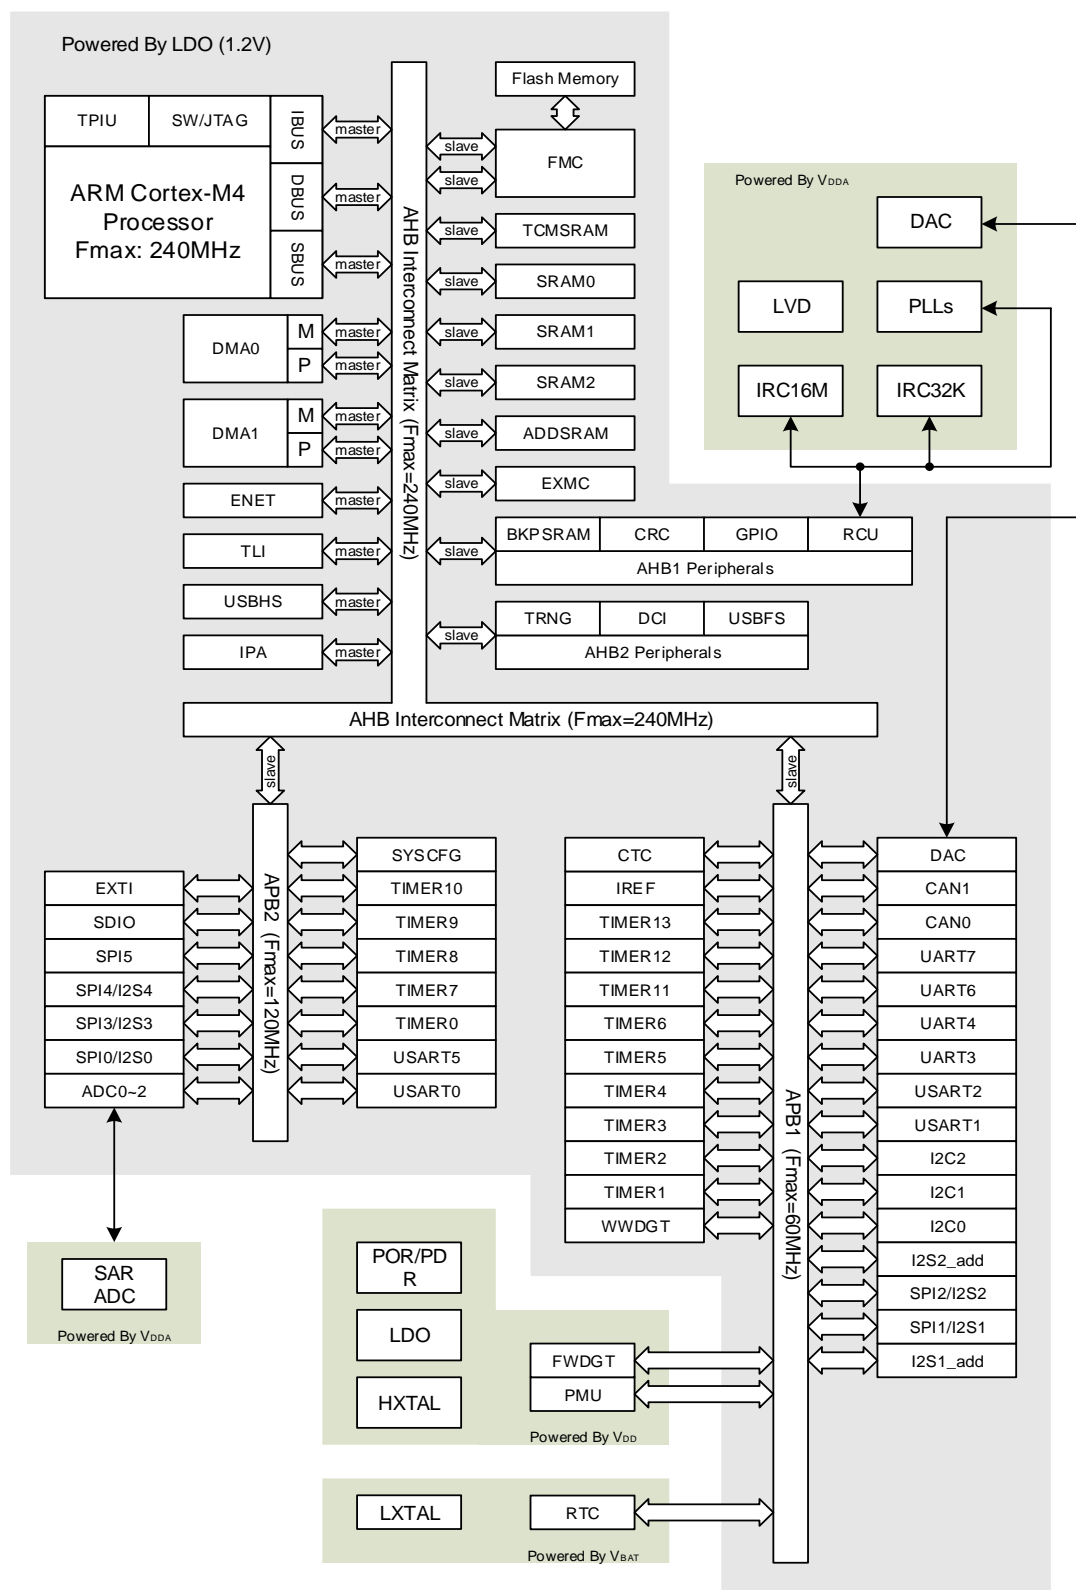 Powered By LDO (1.2V)
TPIU
SW/JTAG
IBUS
DBUS
SBUS
ARM Cortex-M4
Processor
Fmax: 240MHz
master
master
master
DMA0
M
P
master
master
DMA1
M
P
master
master
ENET
master
TLI
master
USBHS
master
IPA
master
AHB Interconnect Matrix (Fmax=240MHz)
Flash Memory
slave
slave
FMC
slave
TCMSRAM
slave
SRAM0
slave
SRAM1
slave
SRAM2
slave
ADDSRAM
slave
EXMC
slave
BKPSRAM
CRC
GPIO
RCU
AHB1 Peripherals
slave
TRNG
DCI
USBFS
AHB2 Peripherals
Powered By VDDA
DAC
LVD
PLLs
IRC16M
IRC32K
AHB Interconnect Matrix (Fmax=240MHz)
slave
slave
EXTI
SDIO
SPI5
SPI4/I2S4
SPI3/I2S3
SPI0/I2S0
ADC0~2
APB2 (Fmax=120MHz)
SYSCFG
TIMER10
TIMER9
TIMER8
TIMER7
TIMER0
USART5
USART0
CTC
IREF
TIMER13
TIMER12
TIMER11
TIMER6
TIMER5
TIMER4
TIMER3
TIMER2
TIMER1
WWDGT
APB1 (Fmax=60MHz)
DAC
CAN1
CAN0
UART7
UART6
UART4
UART3
USART2
USART1
I2C2
I2C1
I2C0
I2S2_add
SPI2/I2S2
SPI1/I2S1
I2S1_add
SAR
ADC
Powered By VDDA
POR/PD
R
LDO
HXTAL
FWDGT
PMU
Powered By VDD
LXTAL
RTC
Powered By VBAT